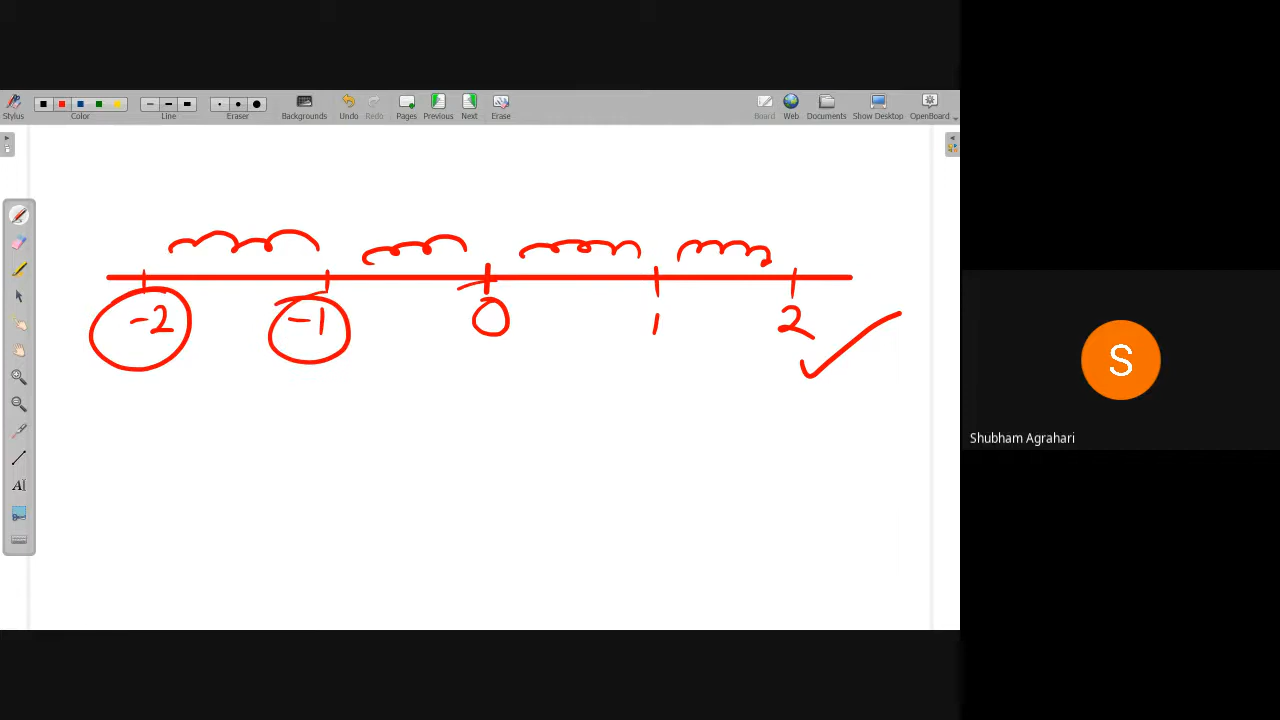 Stylus Color Line Eraser Backgrounds Undo Redo Pages Previous Next Erase Board Web Documents Show Desktop OpenBoard
-2 -1 0 1 2
S
Shubham Agrahari